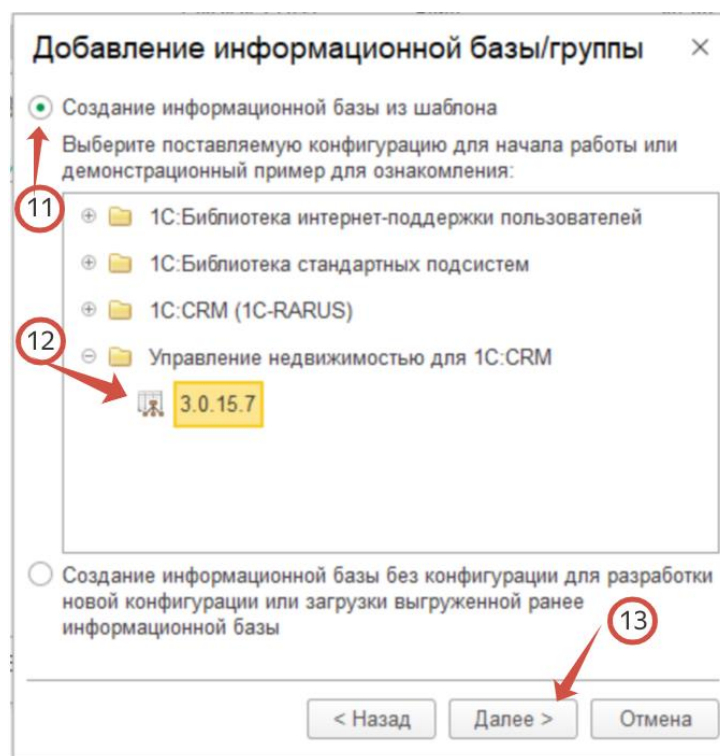 Добавление информационной базы/группы
Создание информационной базы из шаблона
Выберите поставляемую конфигурацию для начала работы или
демонстрационный пример для ознакомления:
11
1С:Библиотека интернет-поддержки пользователей
1С:Библиотека стандартных подсистем
1С:CRM (1C-RARUS)
12
Управление недвижимостью для 1С:CRM
3.0.15.7
Создание информационной базы без конфигурации для разработки
новой конфигурации или загрузки выгруженной ранее
информационной базы
13
< Назад
Далее >
Отмена